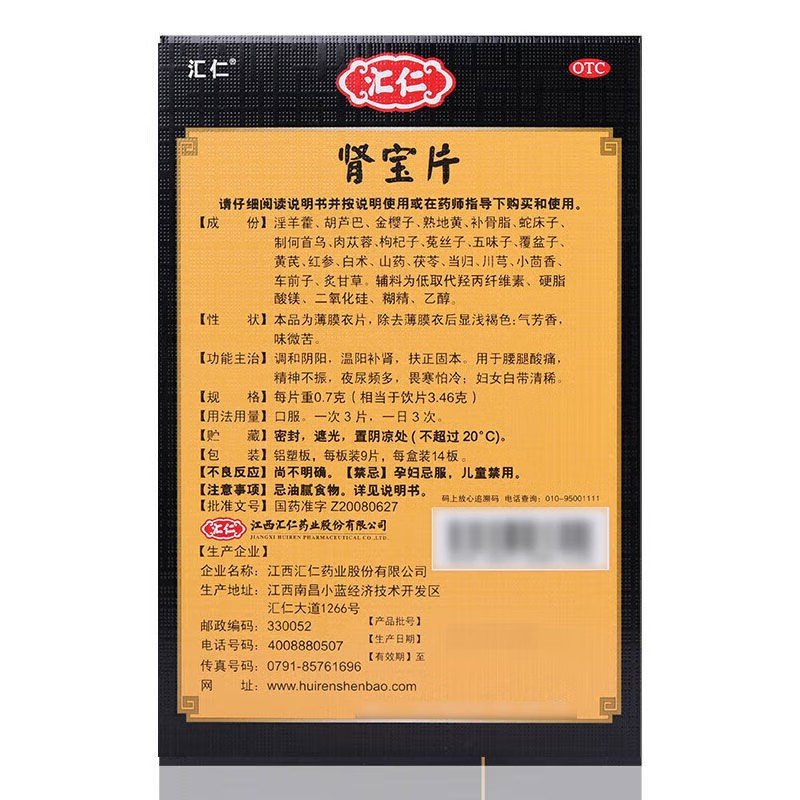 汇仁®
汇仁
OTC
肾宝片
请仔细阅读说明书并按说明使用或在药师指导下购买和使用。
【成　份】淫羊藿、胡芦巴、金樱子、熟地黄、补骨脂、蛇床子、
制何首乌、肉苁蓉、枸杞子、菟丝子、五味子、覆盆子、
黄芪、红参、白术、山药、茯苓、当归、川芎、小茴香、
车前子、炙甘草。辅料为低取代羟丙纤维素、硬脂
酸镁、二氧化硅、糊精、乙醇。
【性　状】本品为薄膜衣片，除去薄膜衣后显浅褐色；气芳香，
味微苦。
【功能主治】调和阴阳，温阳补肾，扶正固本。用于腰腿酸痛，
精神不振，夜尿频多，畏寒怕冷；妇女白带清稀。
【规　格】每片重0.7克（相当于饮片3.46克）
【用法用量】口服。一次3片，一日3次。
【贮　藏】密封，遮光，置阴凉处（不超过20°C）。
【包　装】铝塑板，每板装9片，每盒装14板。
【不良反应】尚不明确。【禁忌】孕妇忌服，儿童禁用。
【注意事项】忌油腻食物。详见说明书。
【批准文号】国药准字 Z20080627
码上放心追溯码 电话查询：010-95001111
汇仁 江西汇仁药业股份有限公司
JIANGXI HUIREN PHARMACEUTICAL CO.,LTD.
【生产企业】
企业名称：江西汇仁药业股份有限公司
生产地址：江西南昌小蓝经济技术开发区
汇仁大道1266号
邮政编码：330052
电话号码：4008880507
传真号码：0791-85761696
网　址：www.huirenshenbao.com
【产品批号】
【生产日期】
【有效期】至